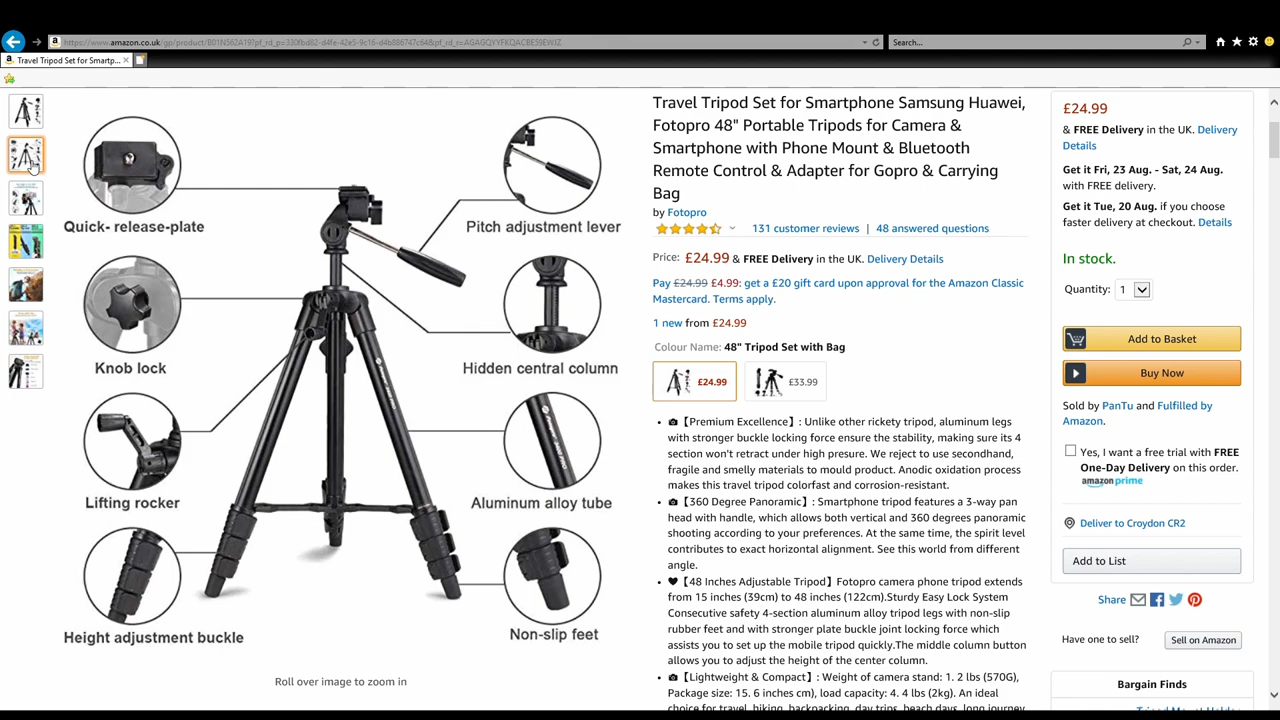 https://www.amazon.co.uk/gp/product/B01N562A19?pf_rd_p=330fbd82-d4fe-42e5-9c16-d4b886747c64&pf_rd_r=AGAGQYYFKQACBE59EWJZ
Search...
Travel Tripod Set for Smartp...
Quick- release-plate
Pitch adjustment lever
Knob lock
Hidden central column
Lifting rocker
Aluminum alloy tube
Height adjustment buckle
Non-slip feet
Roll over image to zoom in
Travel Tripod Set for Smartphone Samsung Huawei,
Fotopro 48" Portable Tripods for Camera &
Smartphone with Phone Mount & Bluetooth
Remote Control & Adapter for Gopro & Carrying
Bag
by Fotopro
131 customer reviews | 48 answered questions
Price: £24.99 & FREE Delivery in the UK. Delivery Details
Pay £24.99 £4.99: get a £20 gift card upon approval for the Amazon Classic
Mastercard. Terms apply.
1 new from £24.99
Colour Name: 48" Tripod Set with Bag
£24.99
£33.99
【Premium Excellence】: Unlike other rickety tripod, aluminum legs
with stronger buckle locking force ensure the stability, making sure its 4
section won't retract under high presure. We reject to use secondhand,
fragile and smelly materials to mould product. Anodic oxidation process
makes this travel tripod colorfast and corrosion-resistant.
【360 Degree Panoramic】: Smartphone tripod features a 3-way pan
head with handle, which allows both vertical and 360 degrees panoramic
shooting according to your preferences. At the same time, the spirit level
contributes to exact horizontal alignment. See this world from different
angle.
【48 Inches Adjustable Tripod】Fotopro camera phone tripod extends
from 15 inches (39cm) to 48 inches (122cm).Sturdy Easy Lock System
Consecutive safety 4-section aluminum alloy tripod legs with non-slip
rubber feet and with stronger plate buckle joint locking force which
assists you to set up the mobile tripod quickly.The middle column button
allows you to adjust the height of the center column.
【Lightweight & Compact】: Weight of camera stand: 1. 2 lbs (570G),
Package size: 15. 6 inches cm), load capacity: 4. 4 lbs (2kg). An ideal
choice for travel, hiking, backpacking, day trips, beach days, long journey
£24.99
& FREE Delivery in the UK. Delivery
Details
Get it Fri, 23 Aug. - Sat, 24 Aug.
with FREE delivery.
Get it Tue, 20 Aug. if you choose
faster delivery at checkout. Details
In stock.
Quantity: 1
Add to Basket
Buy Now
Sold by PanTu and Fulfilled by
Amazon.
Yes, I want a free trial with FREE
One-Day Delivery on this order.
amazon prime
Deliver to Croydon CR2
Add to List
Share
Have one to sell? Sell on Amazon
Bargain Finds